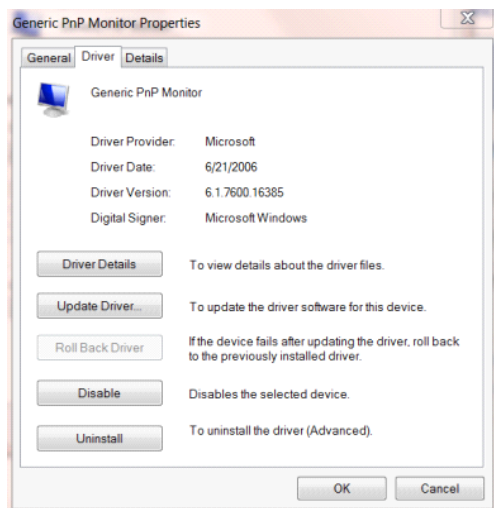 Generic PnP Monitor Properties
General Driver Details
Generic PnP Monitor
Driver Provider: Microsoft
Driver Date: 6/21/2006
Driver Version: 6.1.7600.16385
Digital Signer: Microsoft Windows
Driver Details To view details about the driver files.
Update Driver... To update the driver software for this device.
Roll Back Driver If the device fails after updating the driver, roll back
to the previously installed driver.
Disable Disables the selected device.
Uninstall To uninstall the driver (Advanced).
OK Cancel